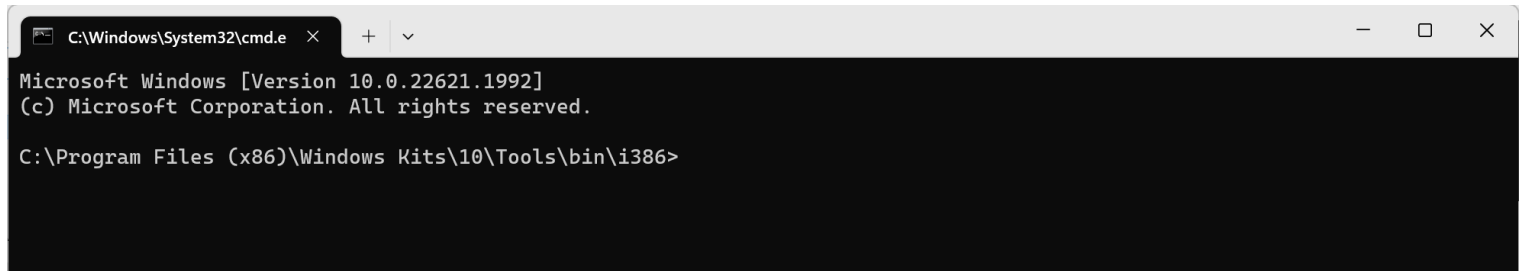 C:\Windows\System32\cmd.e
Microsoft Windows [Version 10.0.22621.1992]
(c) Microsoft Corporation. All rights reserved.
C:\Program Files (x86)\Windows Kits\10\Tools\bin\i386>